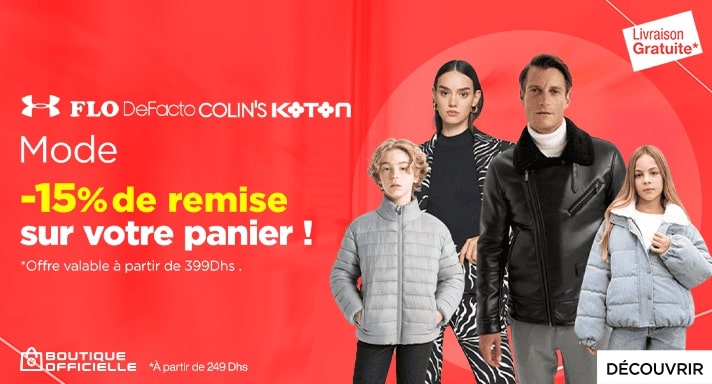 Livraison
Gratuite*
FLO DeFacto COLIN'S KOTON
Mode
-15% de remise
sur votre panier !
*Offre valable à partir de 399Dhs .
BOUTIQUE
OFFICIELLE
*À partir de 249 Dhs
DÉCOUVRIR